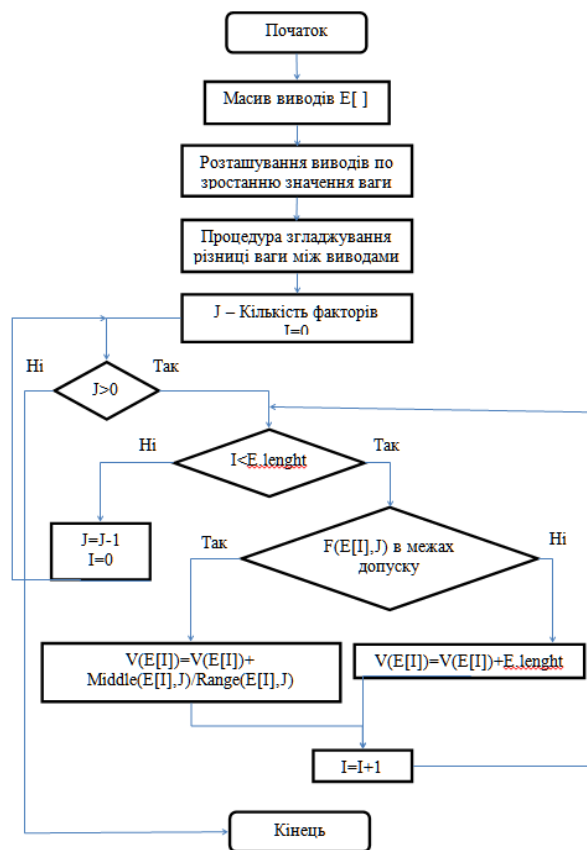 Початок
Масив виводів E[ ]
Розташування виводів по
зростанню значення ваги
Процедура згладжування
різниці ваги між виводами
J – Кількість факторів
I=0
Ні
Так
J>0
Ні
Так
I<E.lenght
J=J-1
I=0
Так
F(E[I],J) в межах
допуску
Ні
V(E[I])=V(E[I])+
Middle(E[I],J)/Range(E[I],J)
V(E[I])=V(E[I])+E.lenght
I=I+1
Кінець